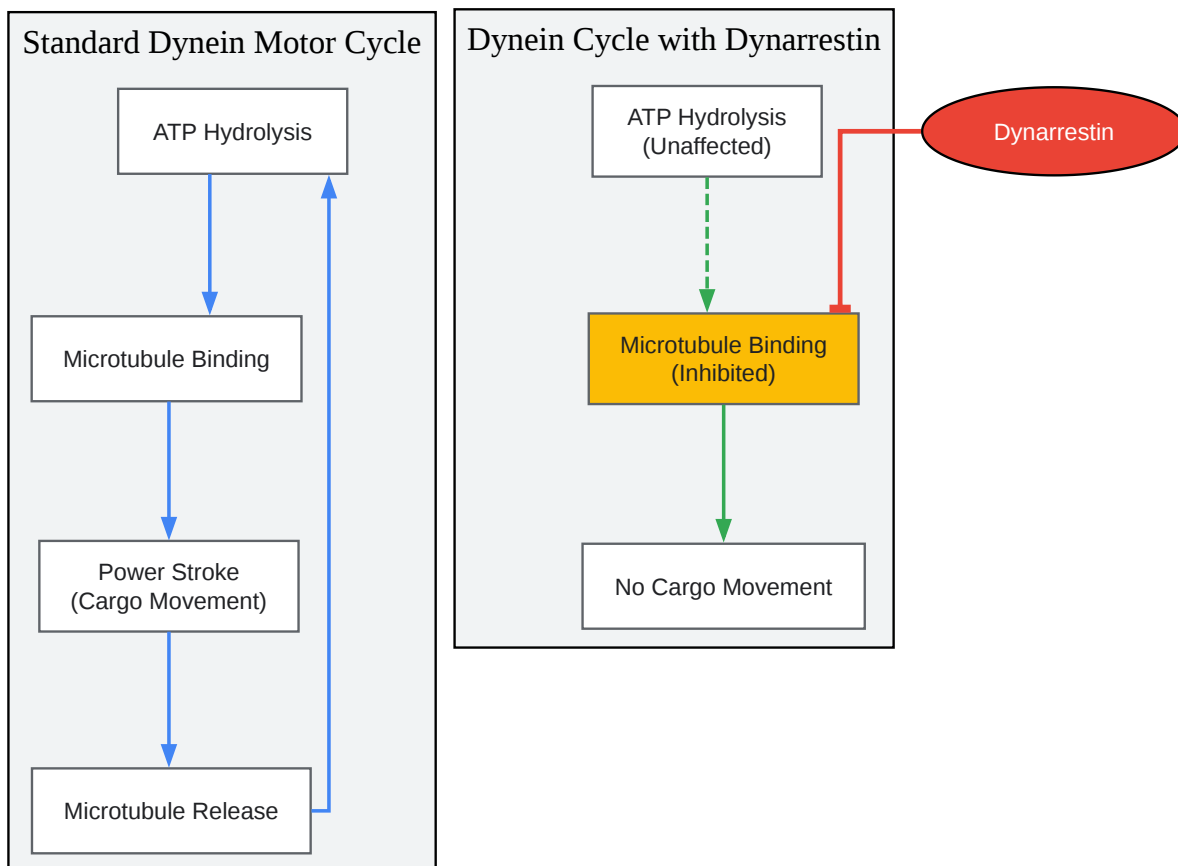 Standard Dynein Motor Cycle
ATP Hydrolysis
Microtubule Binding
Power Stroke
(Cargo Movement)
Microtubule Release
Dynein Cycle with Dynarrestin
ATP Hydrolysis
(Unaffected)
Microtubule Binding
(Inhibited)
No Cargo Movement
Dynarrestin